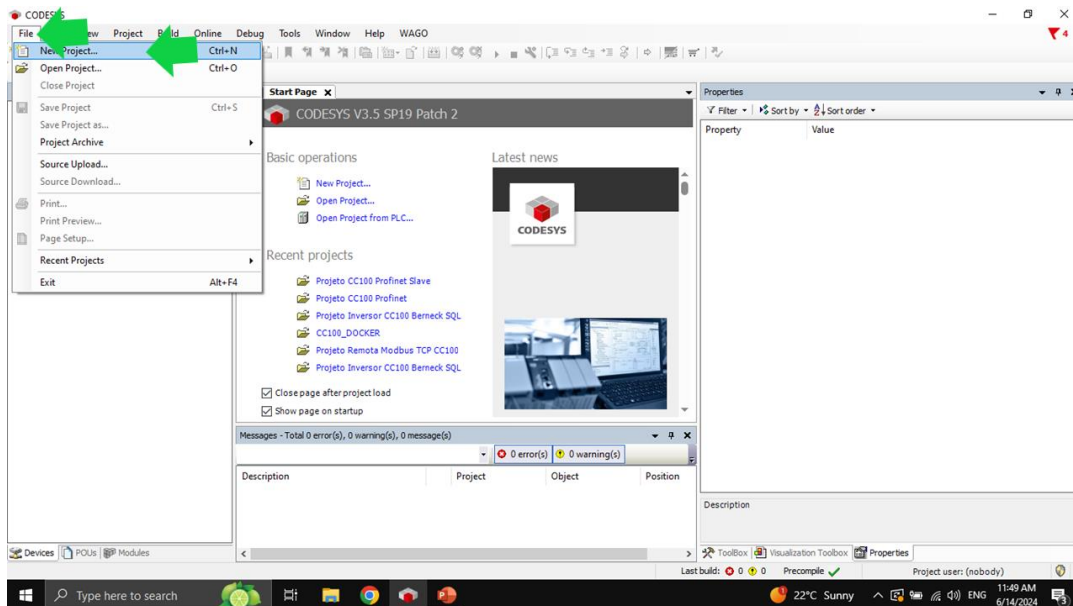 CODESYS
File View Project Build Online Debug Tools Window Help WAGO
4
New Project... Ctrl+N
Open Project... Ctrl+O
Close Project
Save Project Ctrl+S
Save Project as...
Project Archive
Source Upload...
Source Download...
Print...
Print Preview...
Page Setup...
Recent Projects
Exit Alt+F4
Start Page
CODESYS V3.5 SP19 Patch 2
Basic operations
New Project...
Open Project...
Open Project from PLC...
Recent projects
Projeto CC100 Profinet Slave
Projeto CC100 Profinet
Projeto Inversor CC100 Berneck SQL
CC100_DOCKER
Projeto Remota Modbus TCP CC100
Projeto Inversor CC100 Berneck SQL
Close page after project load
Show page on startup
Latest news
CODESYS
Properties
Filter Sort by Sort order
Property Value
Description
Messages - Total 0 error(s), 0 warning(s), 0 message(s)
0 error(s) 0 warning(s)
Description Project Object Position
Devices POUs Modules
ToolBox Visualization Toolbox Properties
Last build: 0 0 Precompile Project user: (nobody)
Type here to search
22°C Sunny ENG
11:49 AM
6/14/2024
3